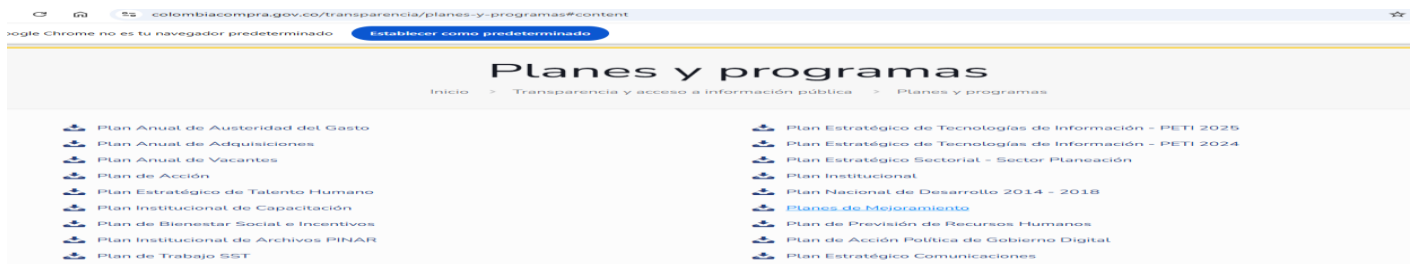 colombiacompra.gov.co/transparencia/planes-y-programas#content
ogle Chrome no es tu navegador predeterminado Establecer como predeterminado
Planes y programas
Inicio > Transparencia y acceso a información pública > Planes y programas
Plan Anual de Austeridad del Gasto
Plan Anual de Adquisiciones
Plan Anual de Vacantes
Plan de Acción
Plan Estratégico de Talento Humano
Plan Institucional de Capacitación
Plan de Bienestar Social e Incentivos
Plan Institucional de Archivos PINAR
Plan de Trabajo SST
Plan Estratégico de Tecnologías de Información - PETI 2025
Plan Estratégico de Tecnologías de Información - PETI 2024
Plan Estratégico Sectorial - Sector Planeación
Plan Institucional
Plan Nacional de Desarrollo 2014 - 2018
Planes de Mejoramiento
Plan de Previsión de Recursos Humanos
Plan de Acción Política de Gobierno Digital
Plan Estratégico Comunicaciones